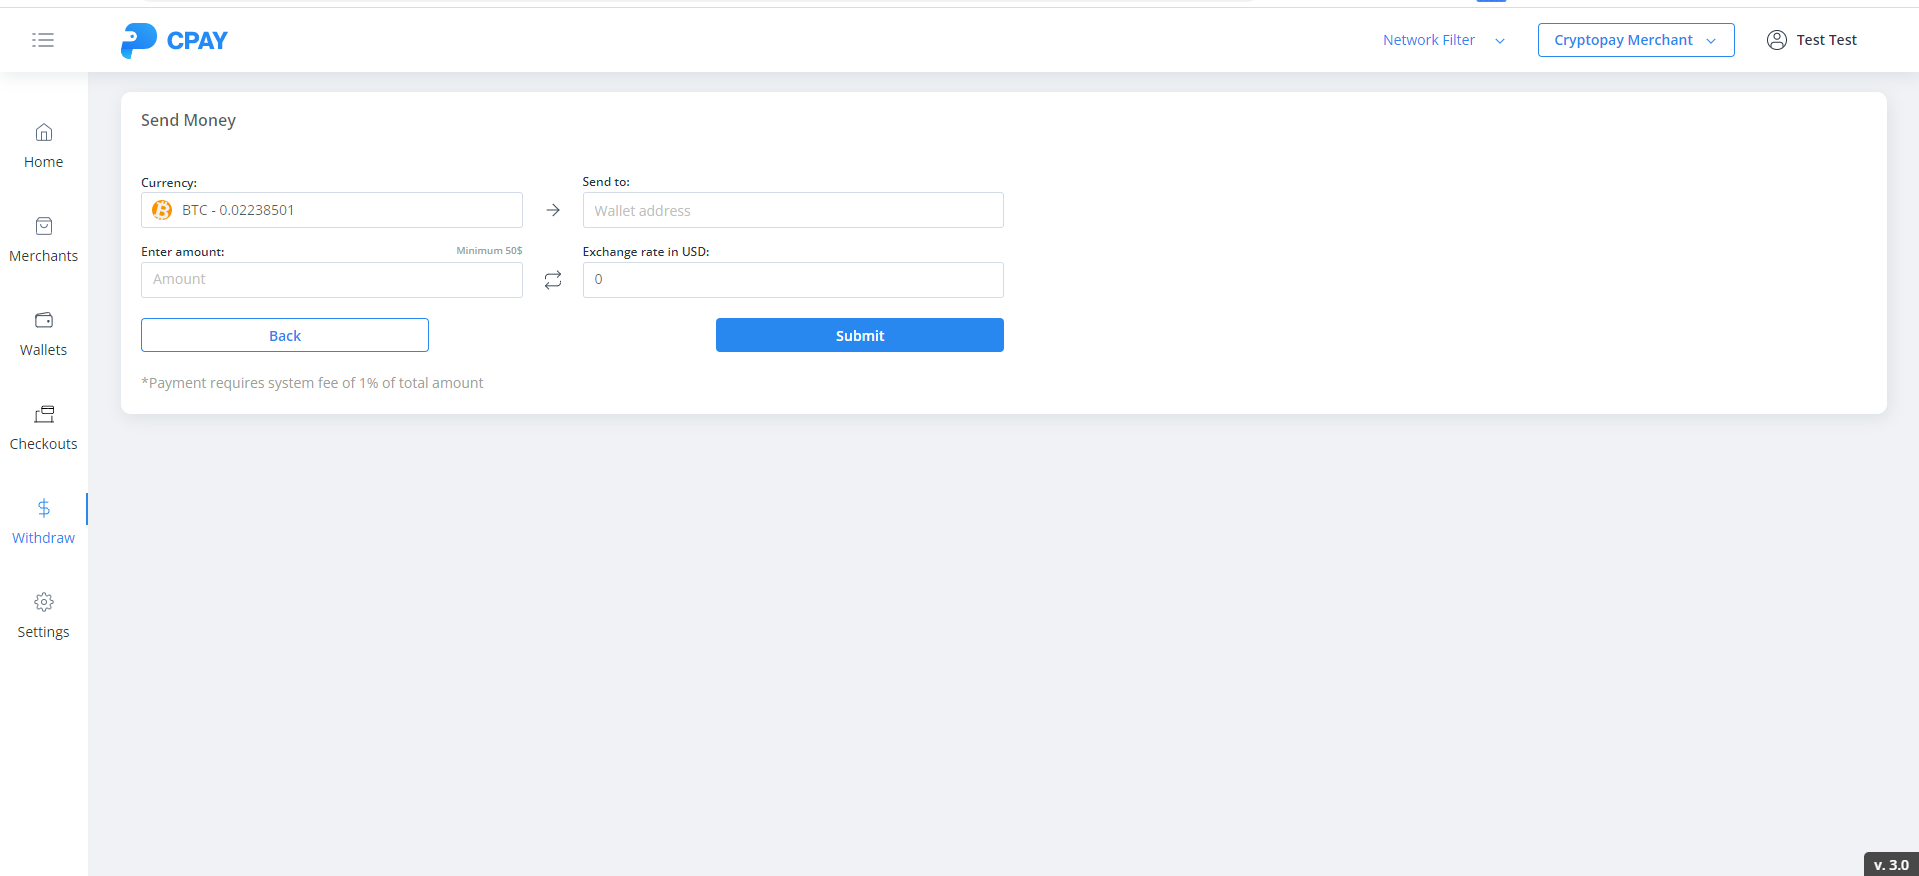 CPAY
Network Filter
Cryptopay Merchant
Test Test
Home
Merchants
Wallets
Checkouts
Withdraw
Settings
Send Money
Currency:
BTC - 0.02238501
Send to:
Wallet address
Enter amount:
Minimum 50$
Amount
Exchange rate in USD:
0
Back
Submit
*Payment requires system fee of 1% of total amount
v. 3.0